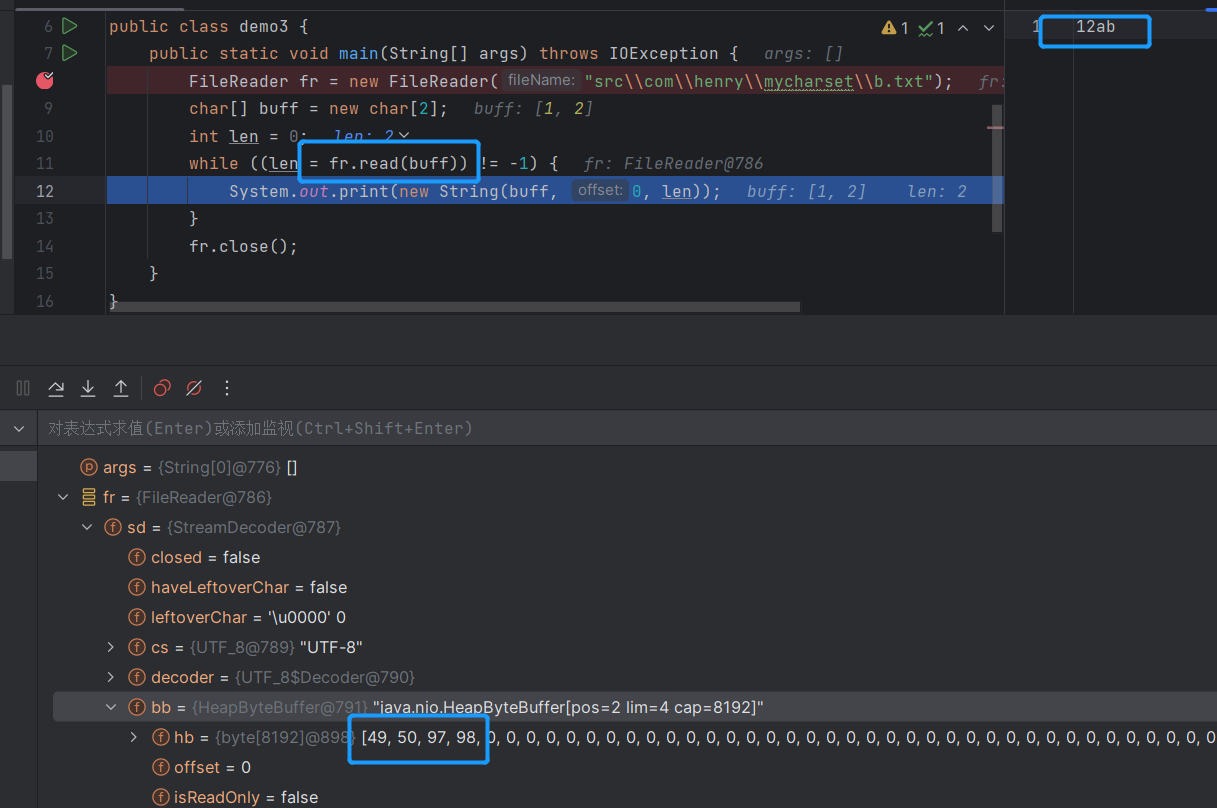 6 public class demo3 { 1 1 1 12ab
7 public static void main(String[] args) throws IOException { args: []
FileReader fr = new FileReader( fileName: "src\\com\\henry\\mycharset\\b.txt"); fr:
9 char[] buff = new char[2]; buff: [1, 2]
10 int len = 0; len: 2
11 while ((len = fr.read(buff)) != -1) { fr: FileReader@786
12 System.out.print(new String(buff, offset: 0, len)); buff: [1, 2] len: 2
13 }
14 fr.close();
15 }
16 }
对表达式求值(Enter)或添加监视(Ctrl+Shift+Enter)
p args = {String[0]@776} []
fr = {FileReader@786}
f sd = {StreamDecoder@787}
f closed = false
f haveLeftoverChar = false
f leftoverChar = '\u0000' 0
f cs = {UTF_8@789} "UTF-8"
f decoder = {UTF_8$Decoder@790}
f bb = {HeapByteBuffer@791} "java.nio.HeapByteBuffer[pos=2 lim=4 cap=8192]"
f hb = {byte[8192]@898} [49, 50, 97, 98, 0, 0, 0, 0, 0, 0, 0, 0, 0, 0, 0, 0, 0, 0, 0, 0, 0, 0, 0, 0, 0, 0, 0, 0, 0, 0, 0, 0, 0, 0, 0, 0, 0, 0, 0, 0, 0
f offset = 0
f isReadOnly = false